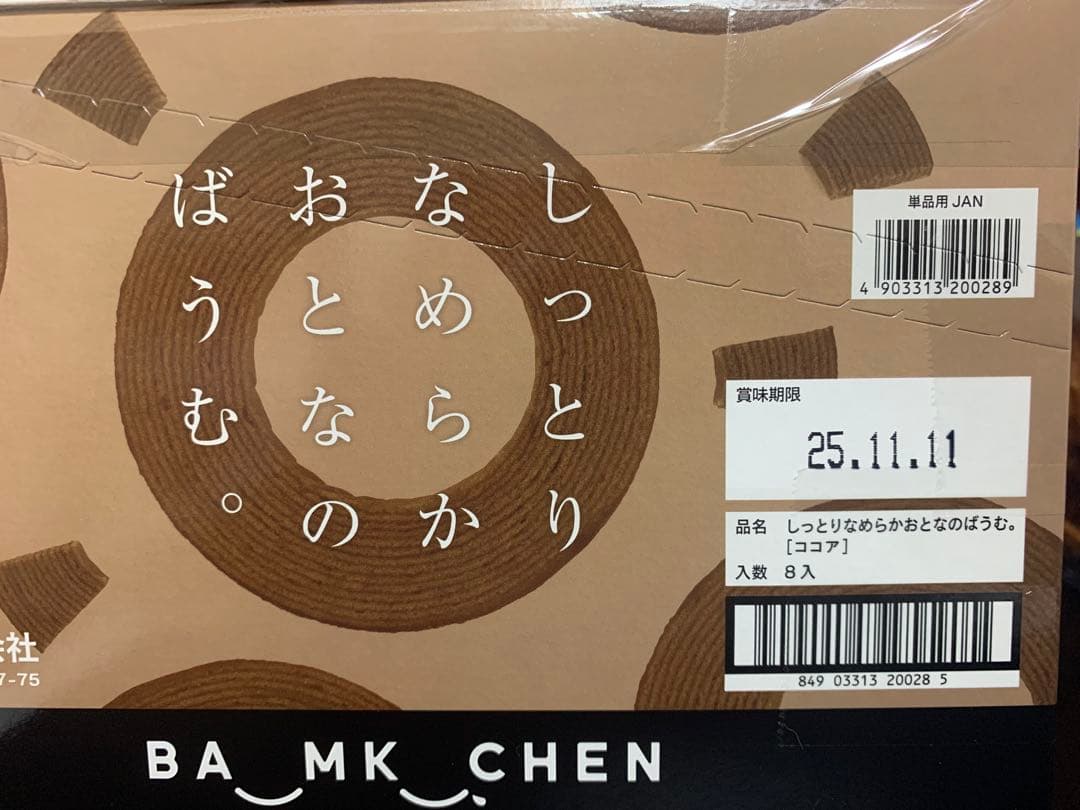 しっとり
なめらか
おとなの
ばうむ。
単品用 JAN
4 903313 200289
賞味期限
25.11.11
品名 しっとりなめらかおとなのばうむ。
[ココア]
入数 8入
849 03313 20028 5
会社
7-75
BA MK CHEN